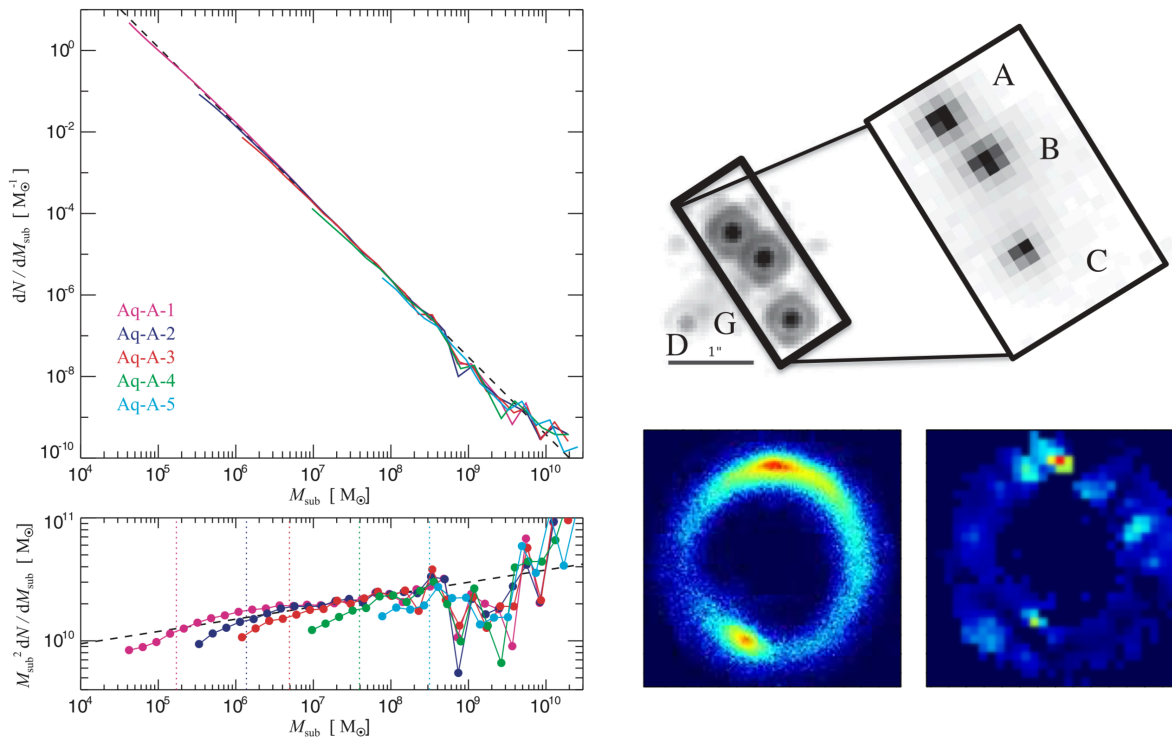 10^0
10^-2
10^-4
10^-6
10^-8
10^-10
dN / dM_sub [ M_☉^-1 ]
Aq-A-1
Aq-A-2
Aq-A-3
Aq-A-4
Aq-A-5
10^4 10^5 10^6 10^7 10^8 10^9 10^10
M_sub [ M_☉ ]
10^11
10^10
M_sub^2 dN / dM_sub [ M_☉ ]
10^4 10^5 10^6 10^7 10^8 10^9 10^10
M_sub [ M_☉ ]
A
B
C
G
D 1"